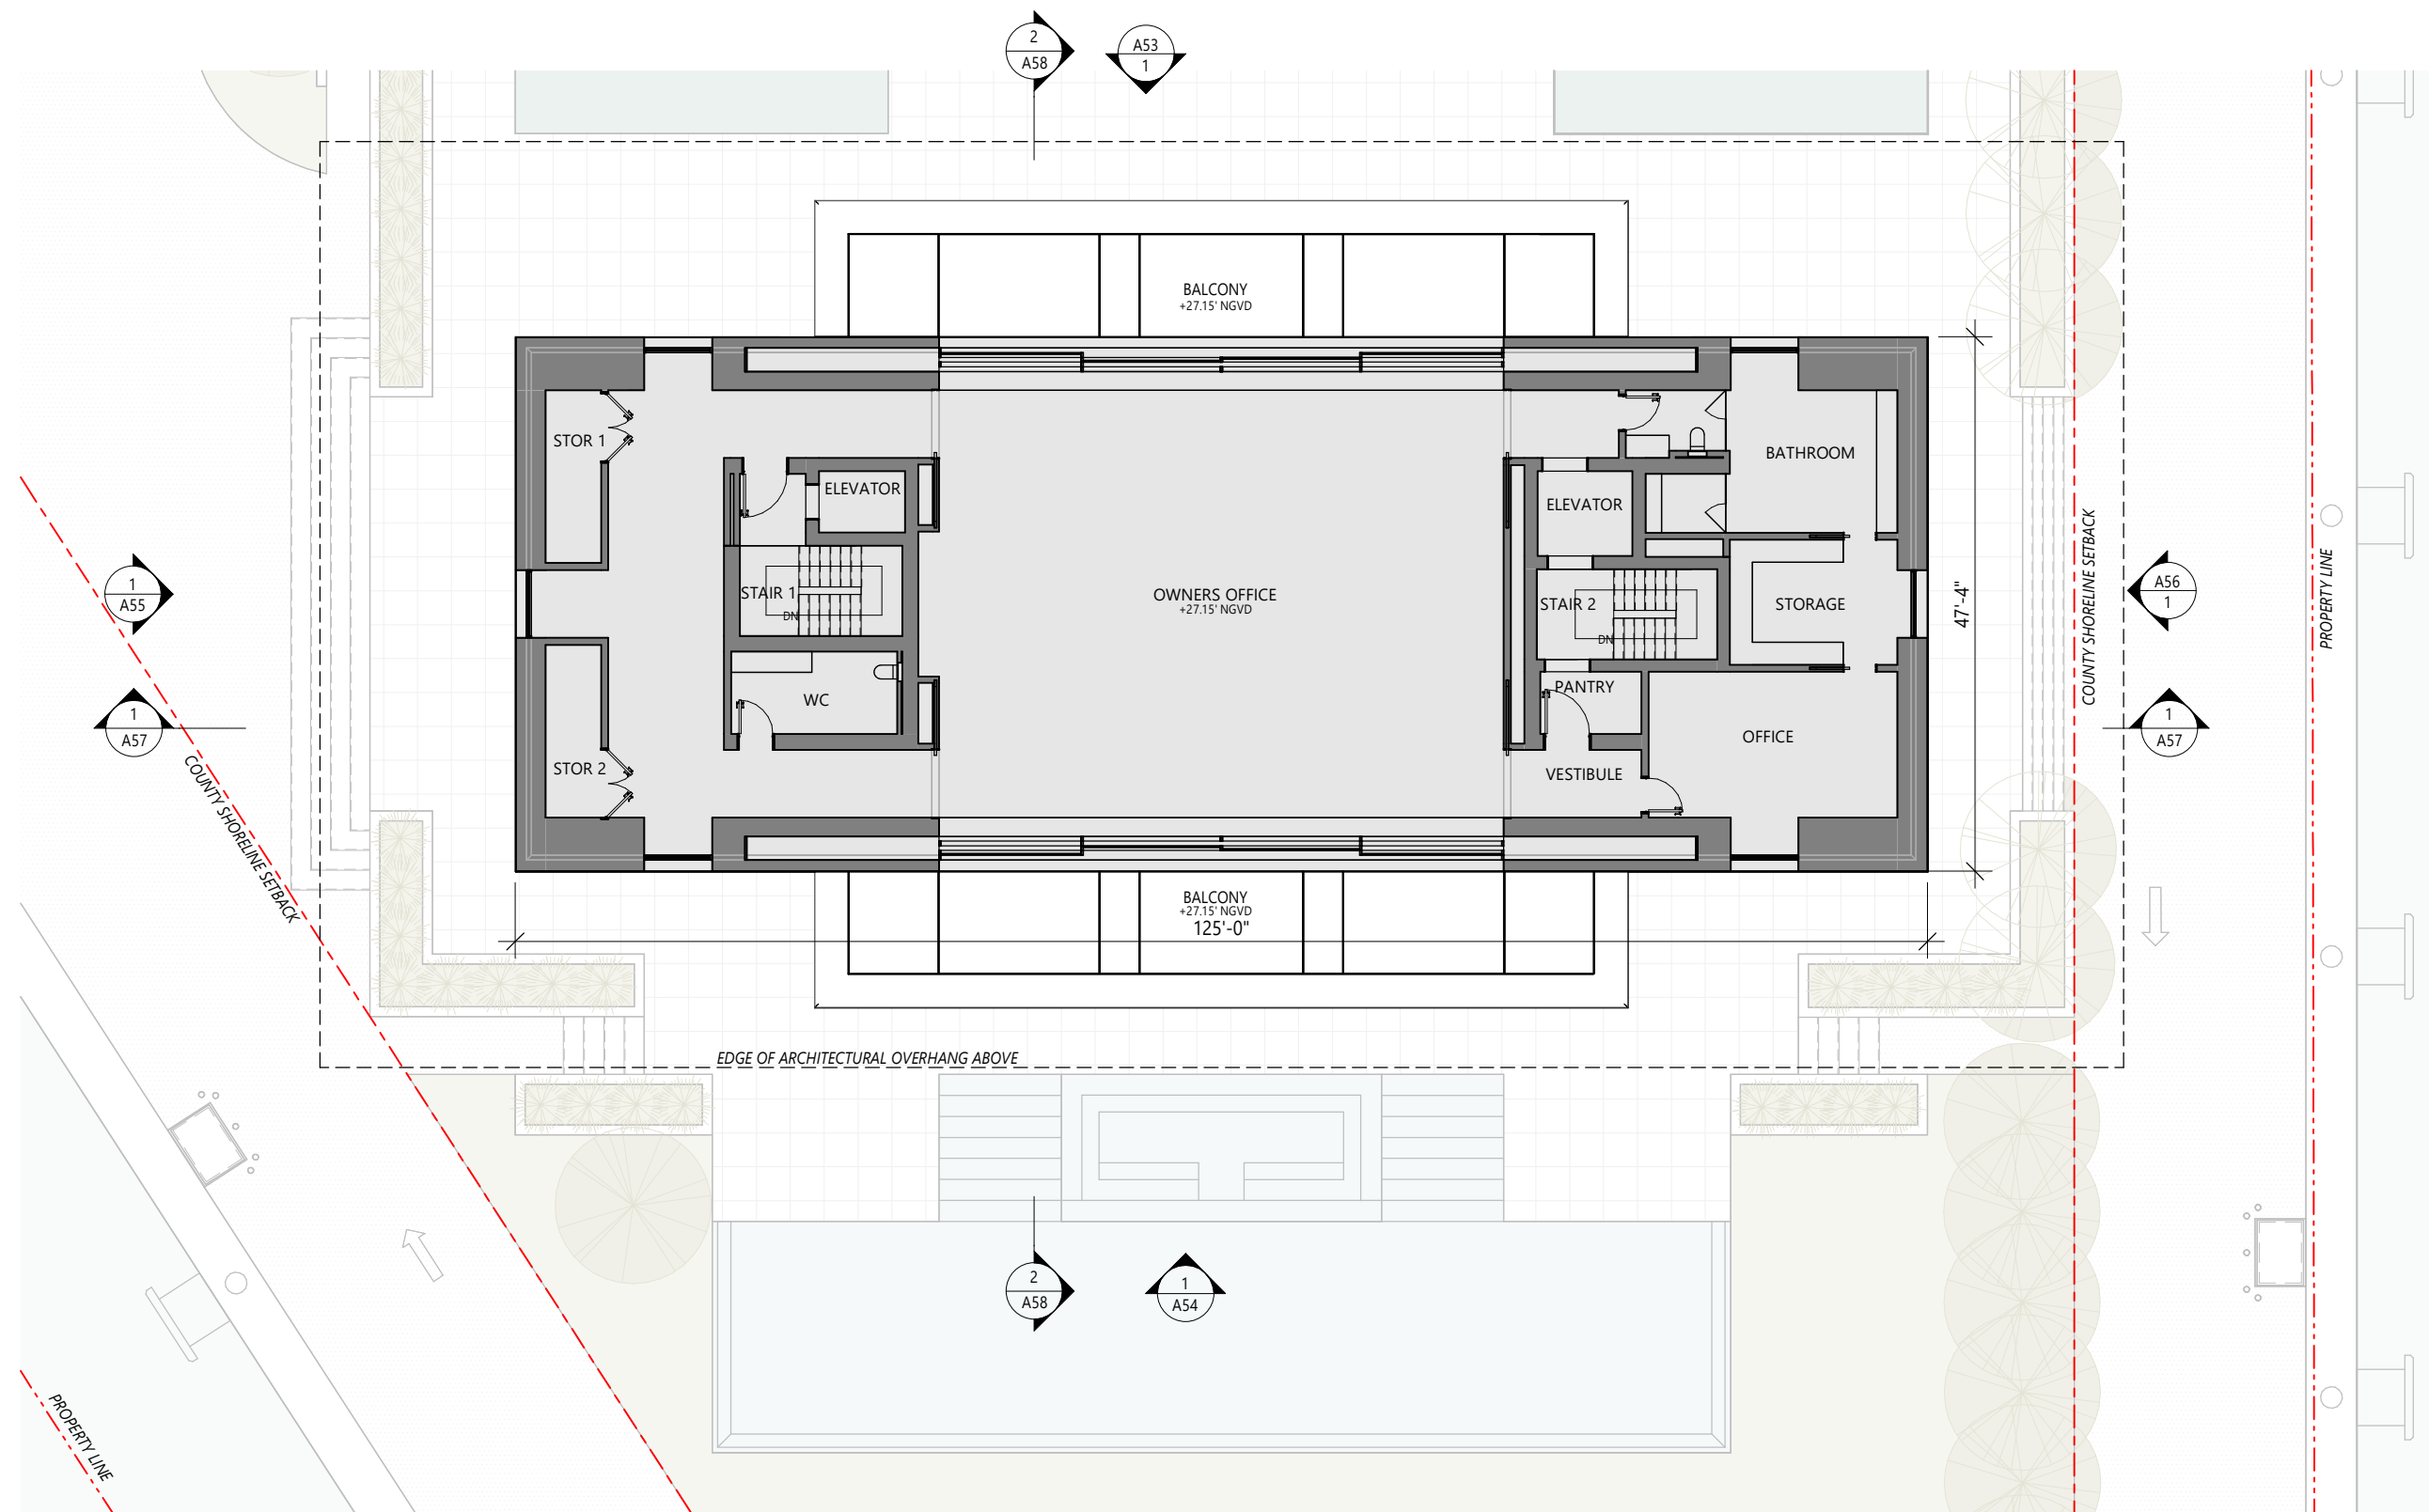 2
A58
A53
1
BALCONY
+27.15' NGVD
STOR 1
BATHROOM
ELEVATOR
ELEVATOR
1
A55
STAIR 1
DN
OWNERS OFFICE
+27.15' NGVD
STAIR 2
DN
STORAGE
47'-4"
COUNTY SHORELINE SETBACK
PROPERTY LINE
A56
1
1
A57
WC
PANTRY
OFFICE
1
A57
STOR 2
VESTIBULE
COUNTY SHORELINE SETBACK
BALCONY
+27.15' NGVD
125'-0"
EDGE OF ARCHITECTURAL OVERHANG ABOVE
2
A58
1
A54
PROPERTY LINE